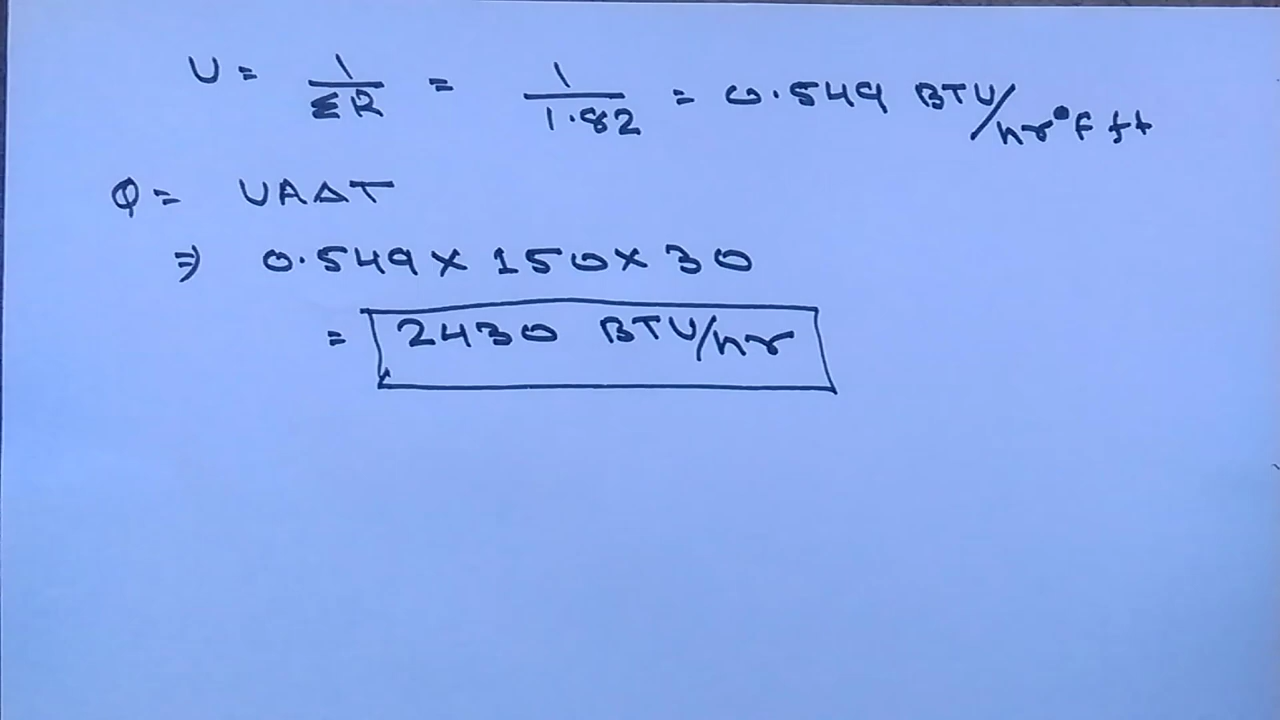 U = 1/ΣR = 1/1.82 = 0.549 BTU/hr°F ft
Q = UAΔT
⇒ 0.549 x 150 x 30
= 2430 BTU/hr